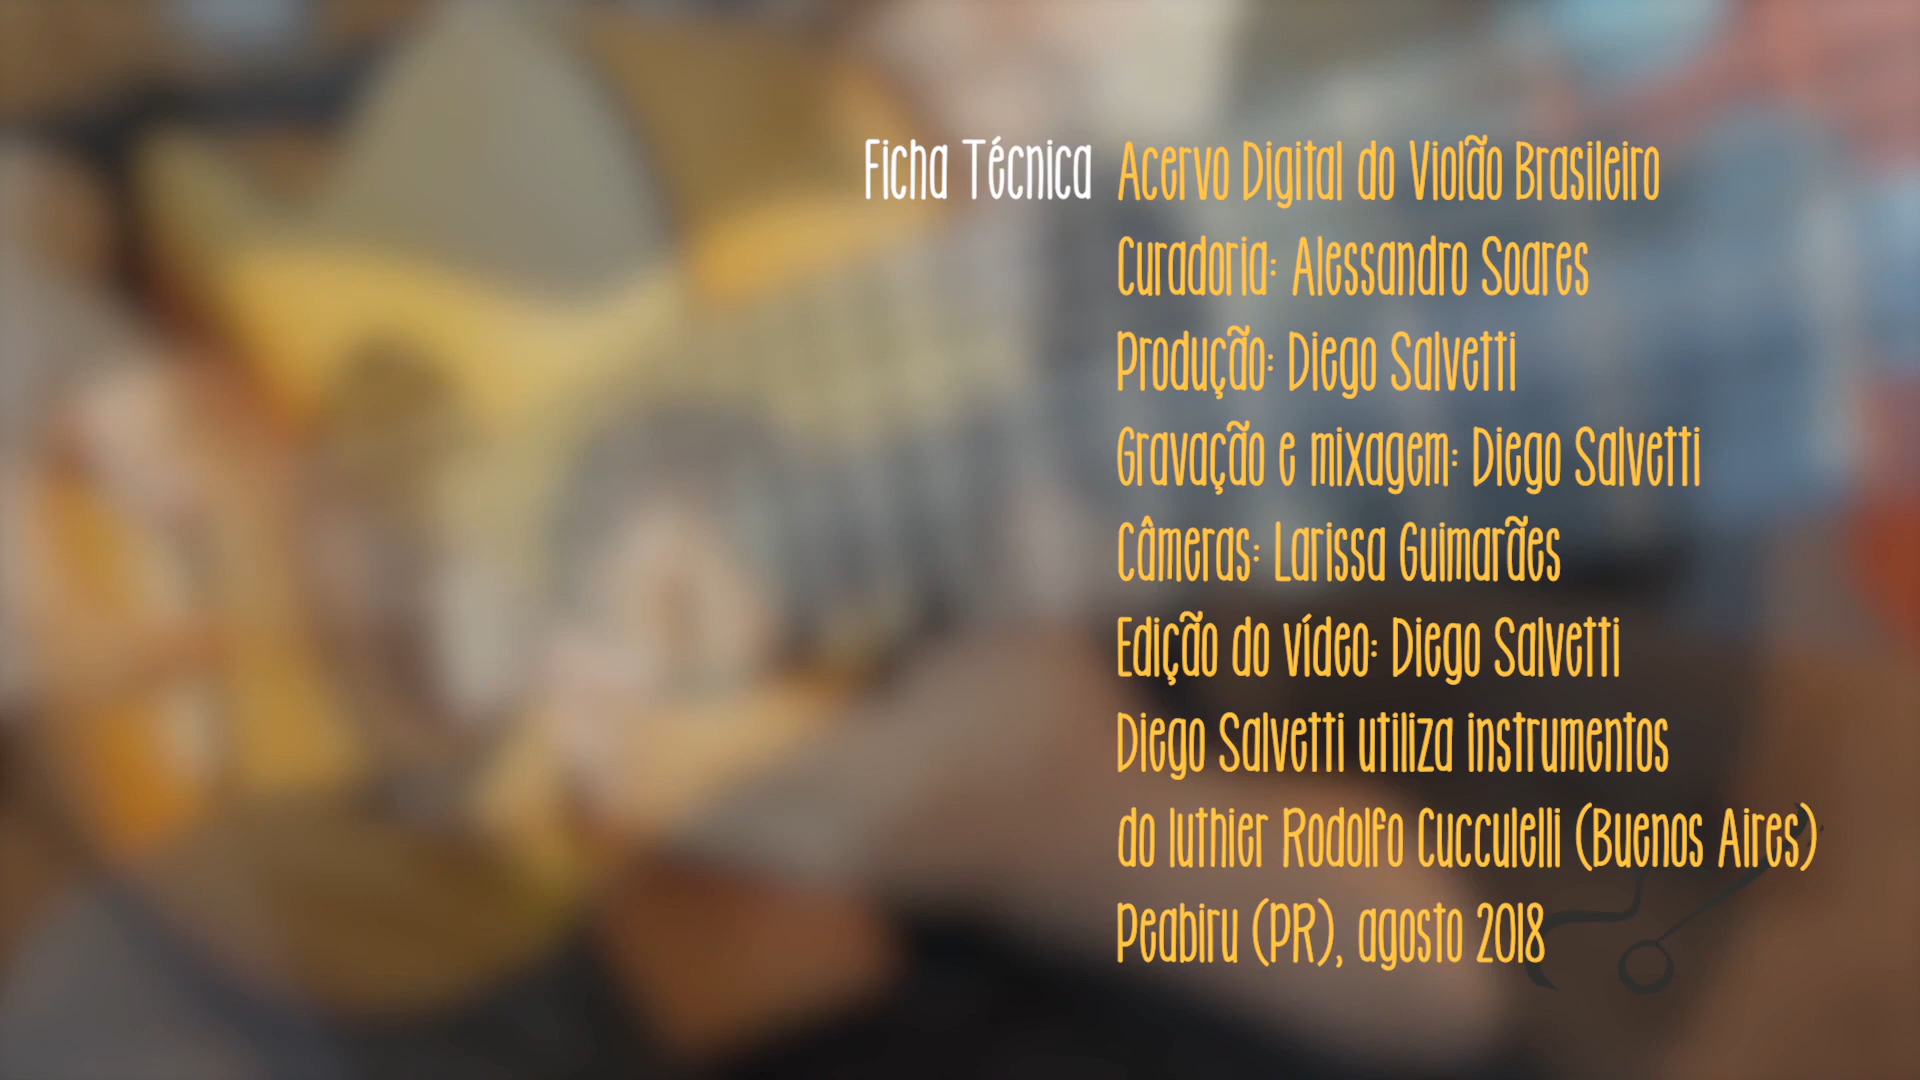 Ficha Técnica Acervo Digital do Violão Brasileiro
Curadoria: Alessandro Soares
Produção: Diego Salvetti
Gravação e mixagem: Diego Salvetti
Câmeras: Larissa Guimarães
Edição do vídeo: Diego Salvetti
Diego Salvetti utiliza instrumentos
do luthier Rodolfo Cucculelli (Buenos Aires)
Peabiru (PR), agosto 2018